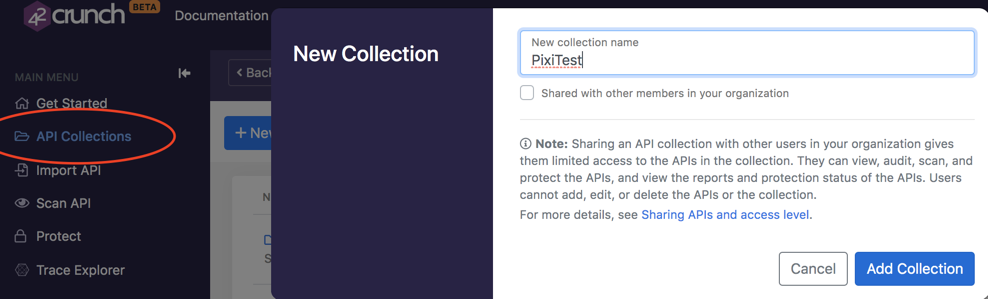 42crunch BETA Documentation
MAIN MENU
Get Started
API Collections
Import API
Scan API
Protect
Trace Explorer
Back
New
N
D
S
New Collection
New collection name
PixiTest
Shared with other members in your organization
Note: Sharing an API collection with other users in your organization gives
them limited access to the APIs in the collection. They can view, audit, scan, and
protect the APIs, and view the reports and protection status of the APIs. Users
cannot add, edit, or delete the APIs or the collection.
For more details, see Sharing APIs and access level.
Cancel
Add Collection